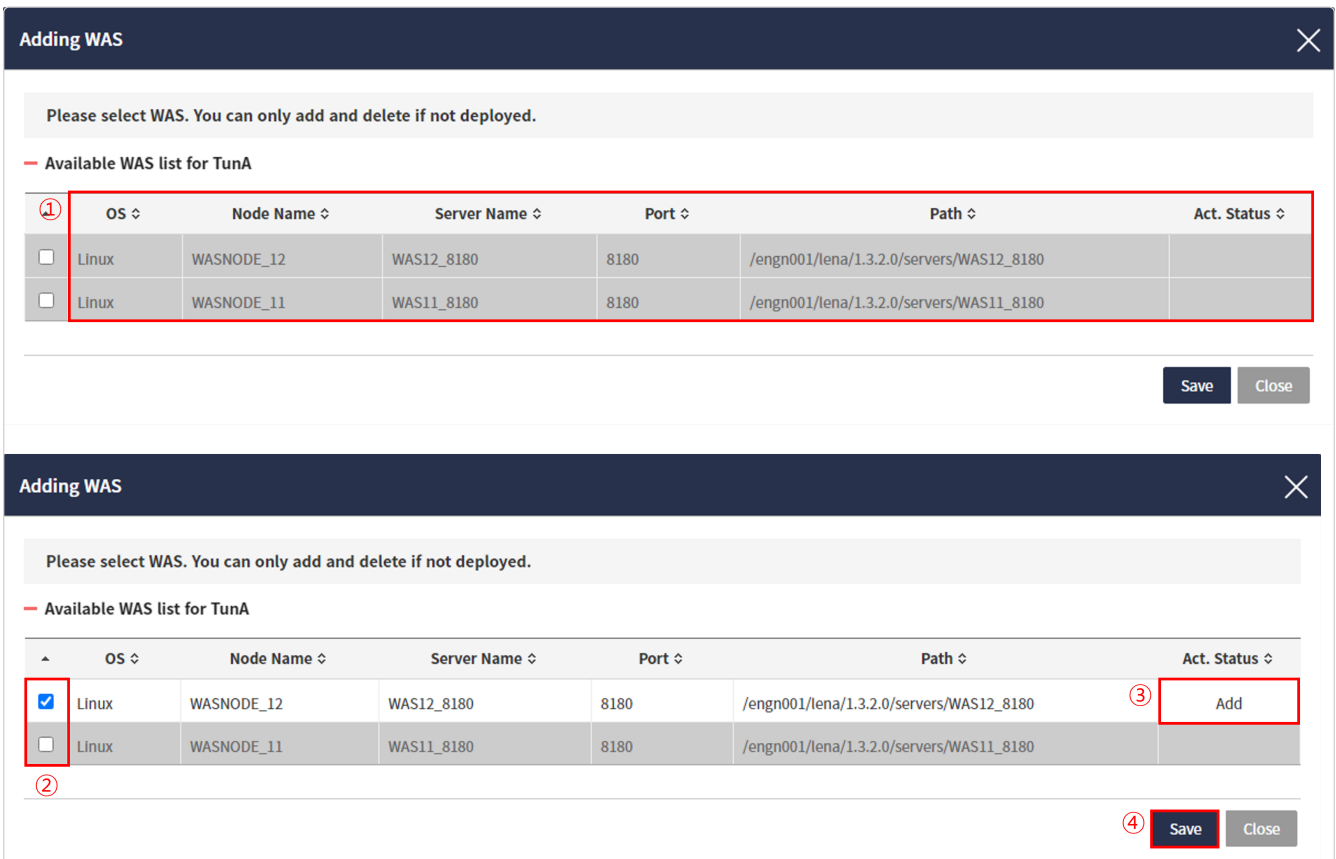 Adding WAS
Please select WAS. You can only add and delete if not deployed.
Available WAS list for TunA
① OS Node Name Server Name Port Path Act. Status
Linux WASNODE_12 WAS12_8180 8180 /engn001/lena/1.3.2.0/servers/WAS12_8180
Linux WASNODE_11 WAS11_8180 8180 /engn001/lena/1.3.2.0/servers/WAS11_8180
Save Close
Adding WAS
Please select WAS. You can only add and delete if not deployed.
Available WAS list for TunA
OS Node Name Server Name Port Path Act. Status
Linux WASNODE_12 WAS12_8180 8180 /engn001/lena/1.3.2.0/servers/WAS12_8180 ③ Add
Linux WASNODE_11 WAS11_8180 8180 /engn001/lena/1.3.2.0/servers/WAS11_8180
②
④ Save Close